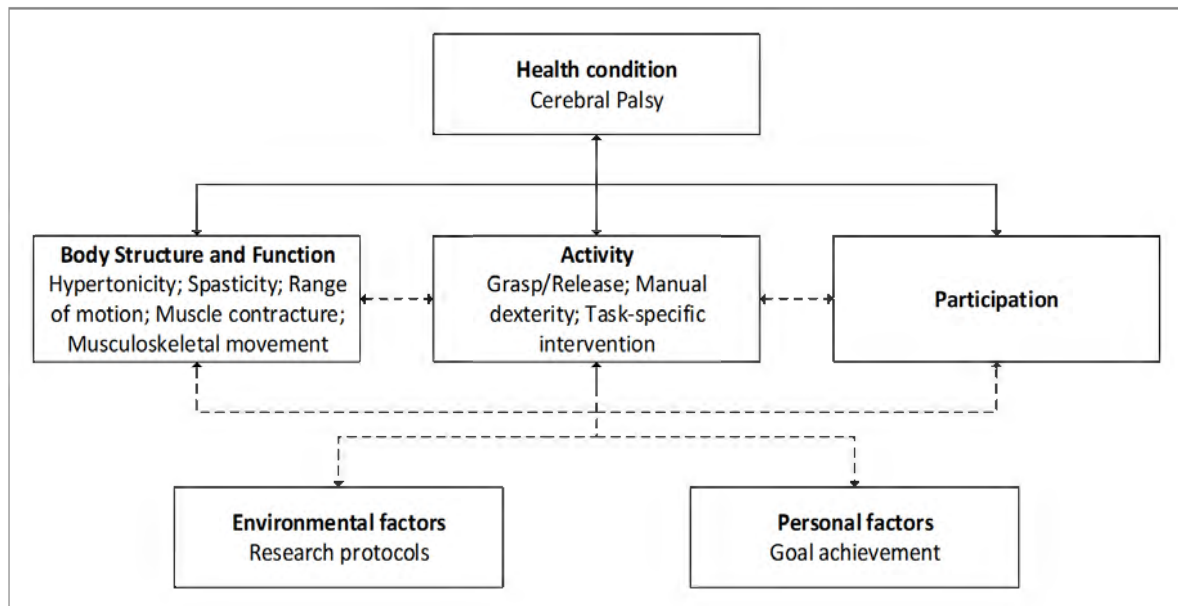 Health condition
Cerebral Palsy
Body Structure and Function
Hypertonicity; Spasticity; Range
of motion; Muscle contracture;
Musculoskeletal movement
Activity
Grasp/Release; Manual
dexterity; Task-specific
intervention
Participation
Environmental factors
Research protocols
Personal factors
Goal achievement